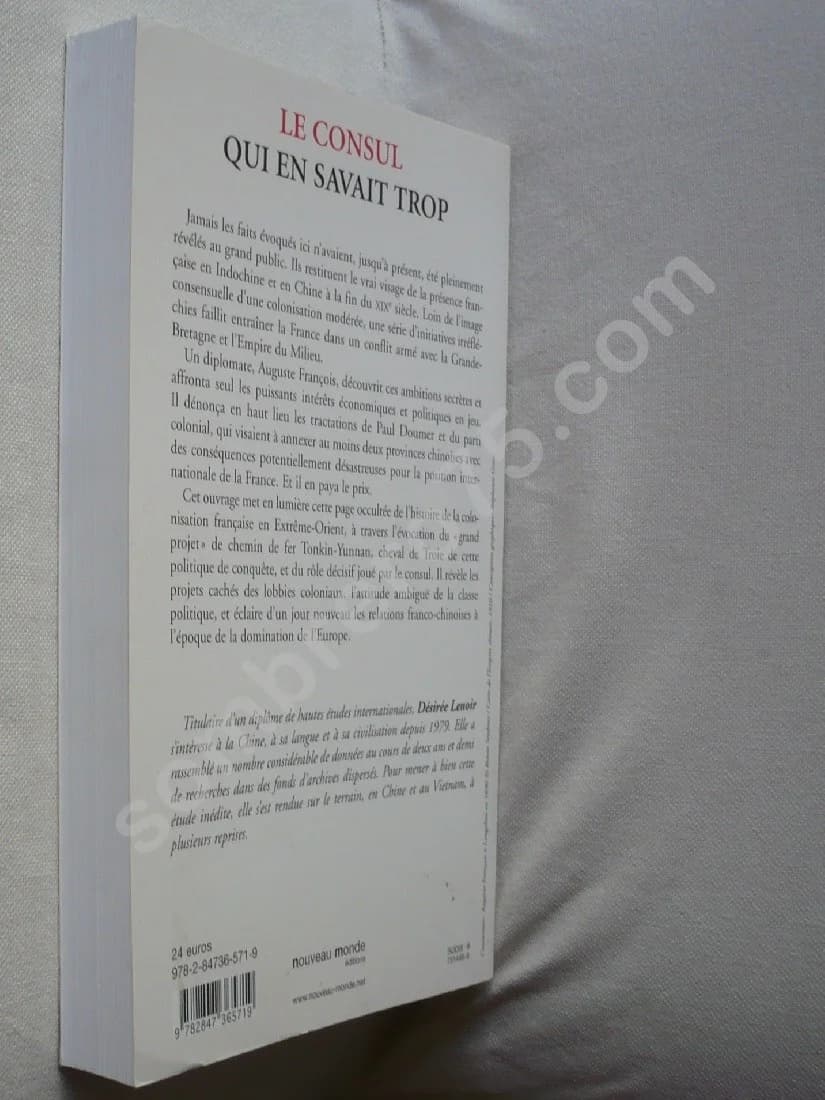 LE CONSUL
QUI EN SAVAIT TROP
Jamais les faits évoqués ici n'avaient, jusqu'à présent, été pleinement
révélés au grand public. Ils restituent le vrai visage de la présence fran-
çaise en Indochine et en Chine à la fin du XIXe siècle. Loin de l'image
consensuelle d'une colonisation modérée, une série d'initiatives irréflé-
chies faillit entraîner la France dans un conflit armé avec la Grande-
Bretagne et l'Empire du Milieu.
Un diplomate, Auguste François, découvrit ces ambitions secrètes et
affronta seul les puissants intérêts économiques et politiques en jeu.
Il dénonça en haut lieu les tractations de Paul Doumer et du parti
colonial, qui visaient à annexer au moins deux provinces chinoises avec
des conséquences potentiellement désastreuses pour la position inter-
nationale de la France. Et il en paya le prix.
Cet ouvrage met en lumière cette page occultée de l'histoire de la colo-
nisation française en Extrême-Orient, à travers l'évocation du « grand
projet » de chemin de fer Tonkin-Yunnan, cheval de Troie de cette
politique de conquête, et du rôle décisif joué par le consul. Il révèle les
projets cachés des lobbies coloniaux, l'attitude ambiguë de la classe
politique, et éclaire d'un jour nouveau les relations franco-chinoises à
l'époque de la domination de l'Europe.
Titulaire d'un diplôme de hautes études internationales, Désirée Lenoir
s'intéresse à la Chine, à sa langue et à sa civilisation depuis 1979. Elle a
rassemblé un nombre considérable de données au cours de deux ans et demi
de recherches dans des fonds d'archives dispersés. Pour mener à bien cette
étude inédite, elle s'est rendue sur le terrain, en Chine et au Vietnam, à
plusieurs reprises.
24 euros
978-2-84736-571-9
9 782847 365719
nouveau monde
éditions
www.nouveau-monde.net